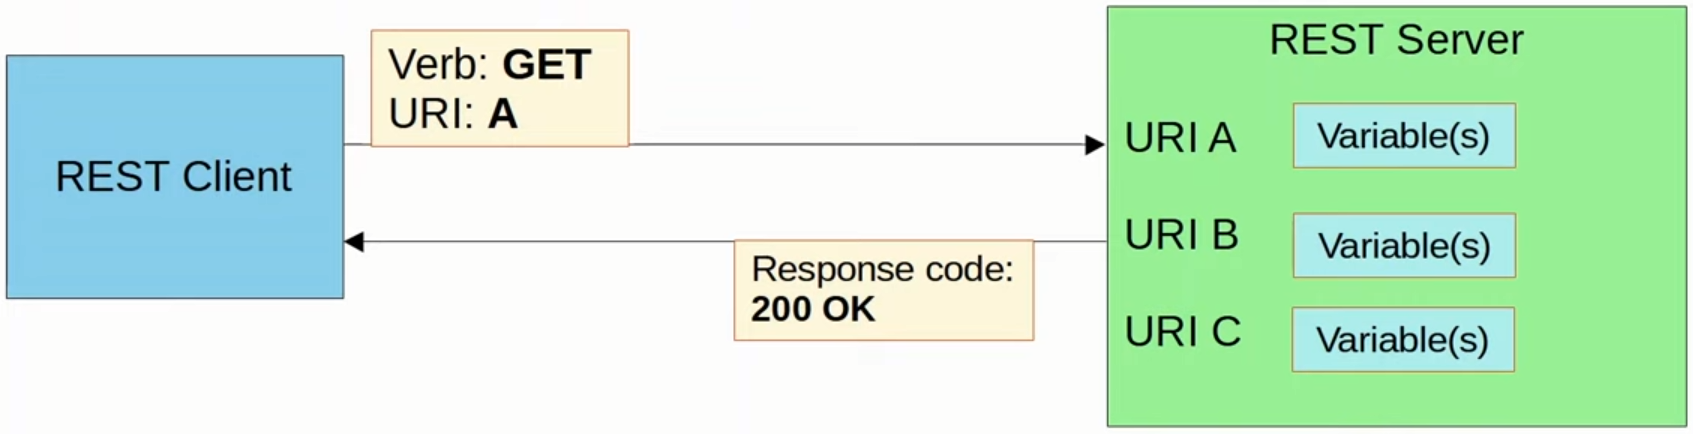 REST Client
Verb: GET
URI: A
Response code:
200 OK
REST Server
URI A
Variable(s)
URI B
Variable(s)
URI C
Variable(s)